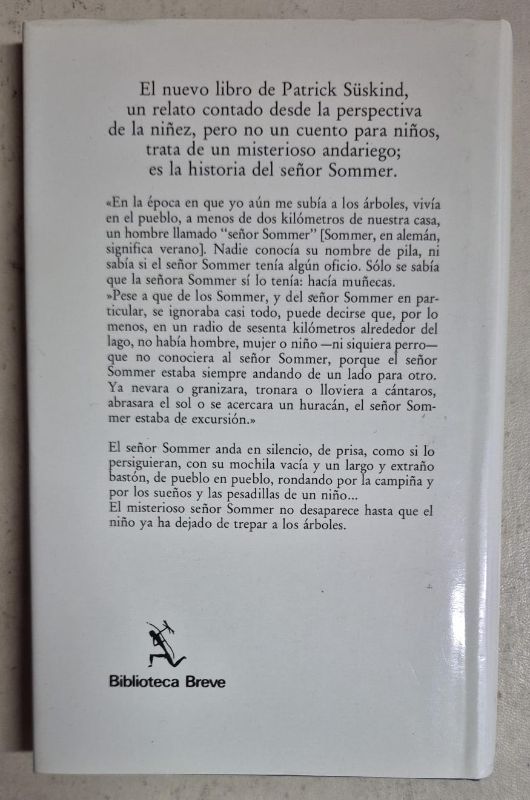 El nuevo libro de Patrick Süskind,
un relato contado desde la perspectiva
de la niñez, pero no un cuento para niños,
trata de un misterioso andariego;
es la historia del señor Sommer.
«En la época en que yo aún me subía a los árboles, vivía
en el pueblo, a menos de dos kilómetros de nuestra casa,
un hombre llamado “señor Sommer” [Sommer, en alemán,
significa verano]. Nadie conocía su nombre de pila, ni
sabía si el señor Sommer tenía algún oficio. Sólo se sabía
que la señora Sommer sí lo tenía: hacía muñecas.
»Pese a que de los Sommer, y del señor Sommer en par-
ticular, se ignoraba casi todo, puede decirse que, por lo
menos, en un radio de sesenta kilómetros alrededor del
lago, no había hombre, mujer o niño —ni siquiera perro—
que no conociera al señor Sommer, porque el señor
Sommer estaba siempre andando de un lado para otro.
Ya nevara o granizara, tronara o lloviera a cántaros,
abrasara el sol o se acercara un huracán, el señor Som-
mer estaba de excursión.»
El señor Sommer anda en silencio, de prisa, como si lo
persiguieran, con su mochila vacía y un largo y extraño
bastón, de pueblo en pueblo, rondando por la campiña y
por los sueños y las pesadillas de un niño...
El misterioso señor Sommer no desaparece hasta que el
niño ya ha dejado de trepar a los árboles.
Biblioteca Breve